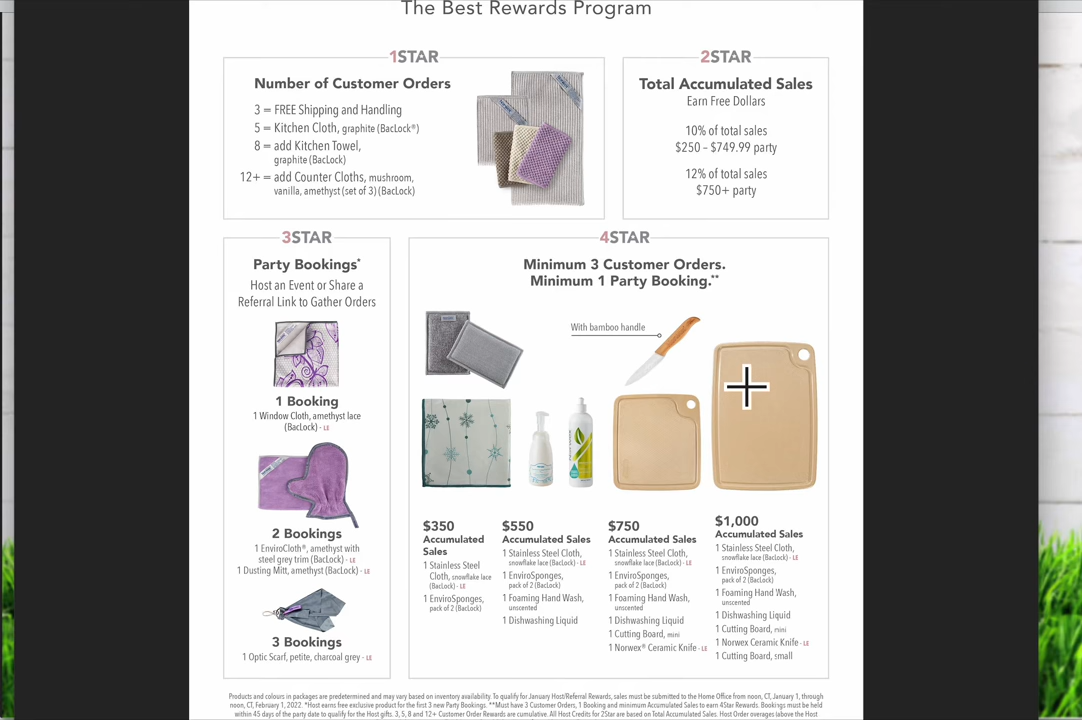 The Best Rewards Program
1STAR
Number of Customer Orders
3 = FREE Shipping and Handling
5 = Kitchen Cloth, graphite (BacLock®)
8 = add Kitchen Towel,
graphite (BacLock)
12+ = add Counter Cloths, mushroom,
vanilla, amethyst (set of 3) (BacLock)
2STAR
Total Accumulated Sales
Earn Free Dollars
10% of total sales
$250 – $749.99 party
12% of total sales
$750+ party
3STAR
Party Bookings*
Host an Event or Share a
Referral Link to Gather Orders
1 Booking
1 Window Cloth, amethyst lace
(BacLock) - LE
2 Bookings
1 EnviroCloth®, amethyst with
steel grey trim (BacLock) - LE
1 Dusting Mitt, amethyst (BacLock) - LE
3 Bookings
1 Optic Scarf, petite, charcoal grey - LE
4STAR
Minimum 3 Customer Orders.
Minimum 1 Party Booking.**
With bamboo handle
$350
Accumulated
Sales
1 Stainless Steel
Cloth, snowflake lace
(BacLock) - LE
1 EnviroSponges,
pack of 2 (BacLock)
$550
Accumulated Sales
1 Stainless Steel Cloth,
snowflake lace (BacLock) - LE
1 EnviroSponges,
pack of 2 (BacLock)
1 Foaming Hand Wash,
unscented
1 Dishwashing Liquid
$750
Accumulated Sales
1 Stainless Steel Cloth,
snowflake lace (BacLock) - LE
1 EnviroSponges,
pack of 2 (BacLock)
1 Foaming Hand Wash,
unscented
1 Dishwashing Liquid
1 Cutting Board, mini
1 Norwex® Ceramic Knife - LE
$1,000
Accumulated Sales
1 Stainless Steel Cloth,
snowflake lace (BacLock) - LE
1 EnviroSponges,
pack of 2 (BacLock)
1 Foaming Hand Wash,
unscented
1 Dishwashing Liquid
1 Cutting Board, mini
1 Norwex Ceramic Knife - LE
1 Cutting Board, small
Products and colours in packages are predetermined and may vary based on inventory availability. To qualify for January Host/Referral Rewards, sales must be submitted to the Home Office from noon, CT, January 1, through
noon, CT, February 1, 2022. *Host earns free exclusive product for the first 3 new Party Bookings. **Must have 3 Customer Orders, 1 Booking and minimum Accumulated Sales to earn 4Star Rewards. Bookings must be held
within 45 days of the party date to qualify for the Host gifts. 3, 5, 8 and 12+ Customer Order Rewards are cumulative. All Host Credits for 2Star are based on Total Accumulated Sales. Host Order overages (above the Host